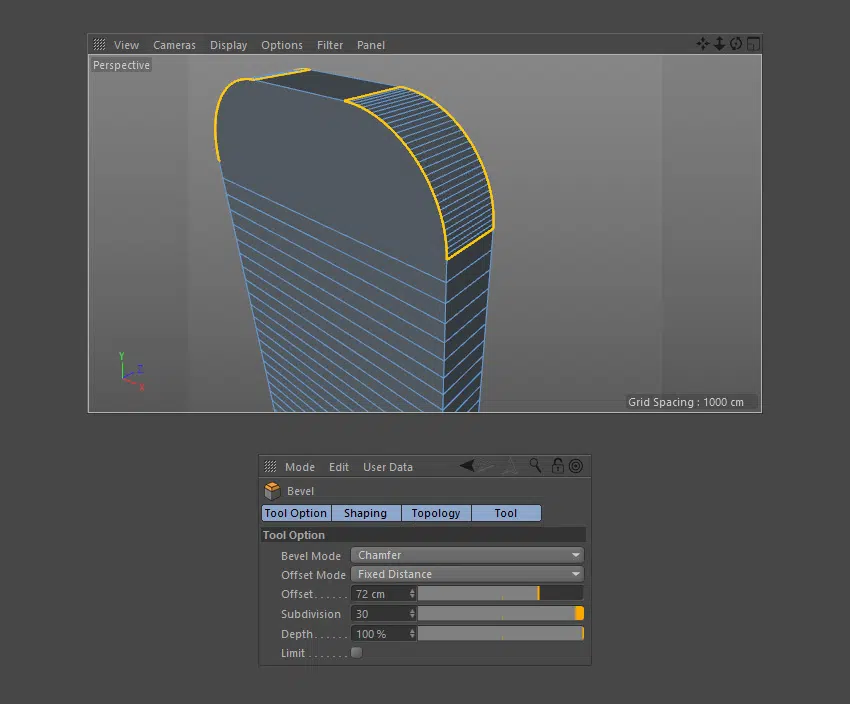 View Cameras Display Options Filter Panel
Perspective
Y
Z
X
Grid Spacing : 1000 cm
Mode Edit User Data
Bevel
Tool Option Shaping Topology Tool
Tool Option
Bevel Mode Chamfer
Offset Mode Fixed Distance
Offset . . . . . . 72 cm
Subdivision 30
Depth . . . . . . 100 %
Limit . . . . . . .